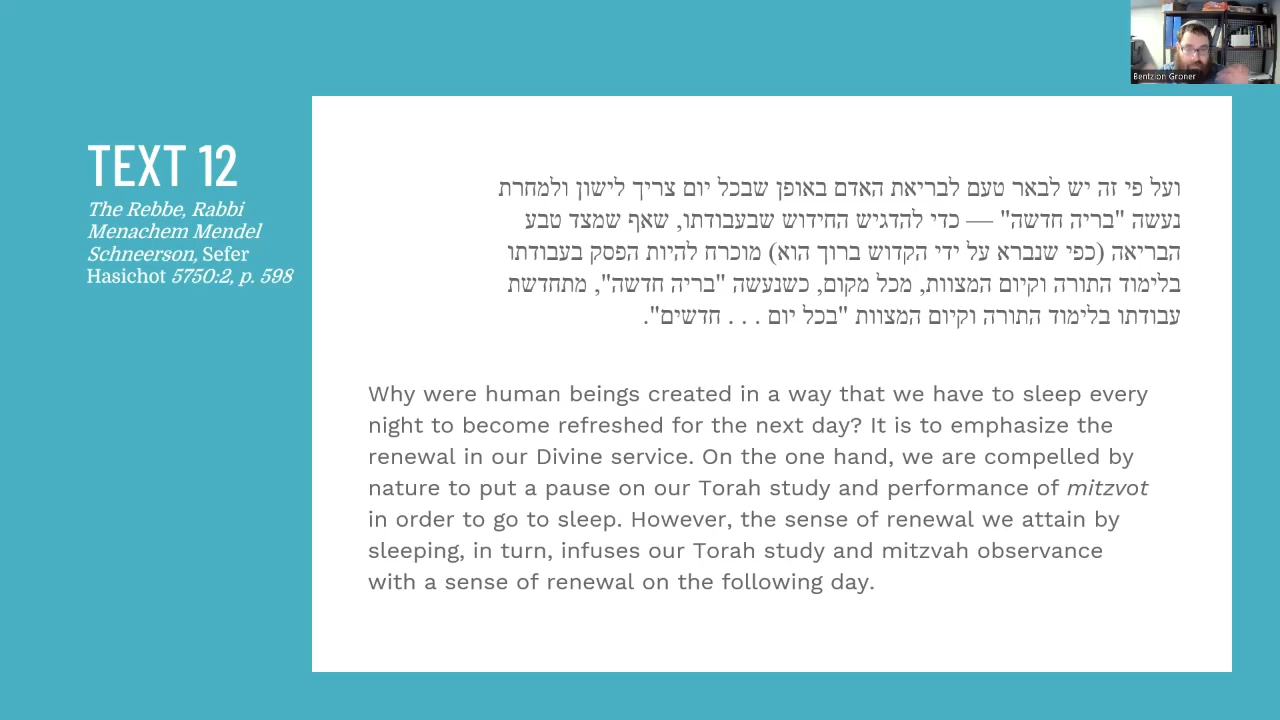 Bentzion Groner
TEXT 12
The Rebbe, Rabbi
Menachem Mendel
Schneerson, Sefer
Hasichot 5750:2, p. 598
ועל פי זה יש לבאר טעם לבריאת האדם באופן שבכל יום צריך לישון ולמחרת
נעשה "בריה חדשה" — כדי להדגיש החידוש שבעבודתו, שאף שמצד טבע
הבריאה (כפי שנברא על ידי הקדוש ברוך הוא) מוכרח להיות הפסק בעבודתו
בלימוד התורה וקיום המצוות, מכל מקום, כשנעשה "בריה חדשה", מתחדשת
עבודתו בלימוד התורה וקיום המצוות "בכל יום . . . חדשים".
Why were human beings created in a way that we have to sleep every
night to become refreshed for the next day? It is to emphasize the
renewal in our Divine service. On the one hand, we are compelled by
nature to put a pause on our Torah study and performance of mitzvot
in order to go to sleep. However, the sense of renewal we attain by
sleeping, in turn, infuses our Torah study and mitzvah observance
with a sense of renewal on the following day.